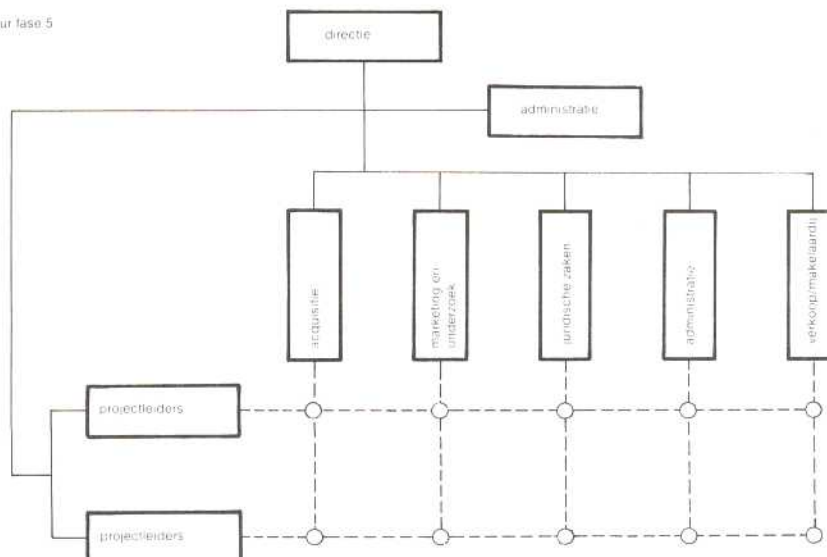 ur fase 5
directie
administratie
acquisitie
marketing en
onderzoek
juridische zaken
administratie
verkoop/makelaardij
projectleiders
projectleiders